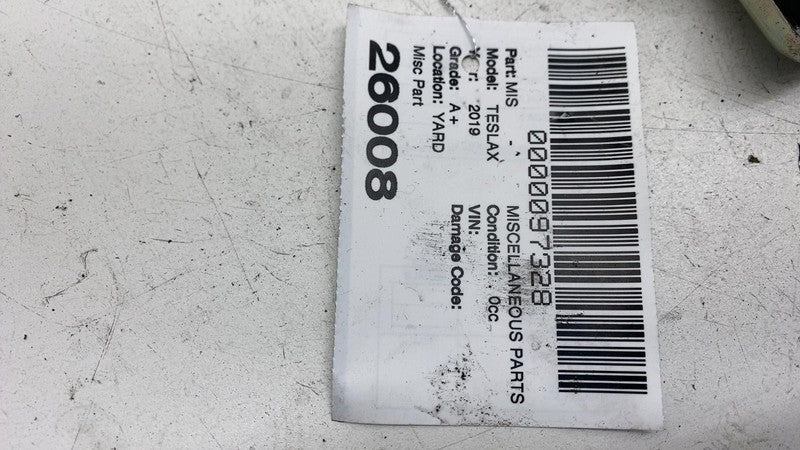 0000097328
Part: MIS - MISCELLANEOUS PARTS
Model: TESLAX Condition: 0cc
Year: 2019 VIN:
Grade: A+ Damage Code:
Location: YARD
Misc Part
26008